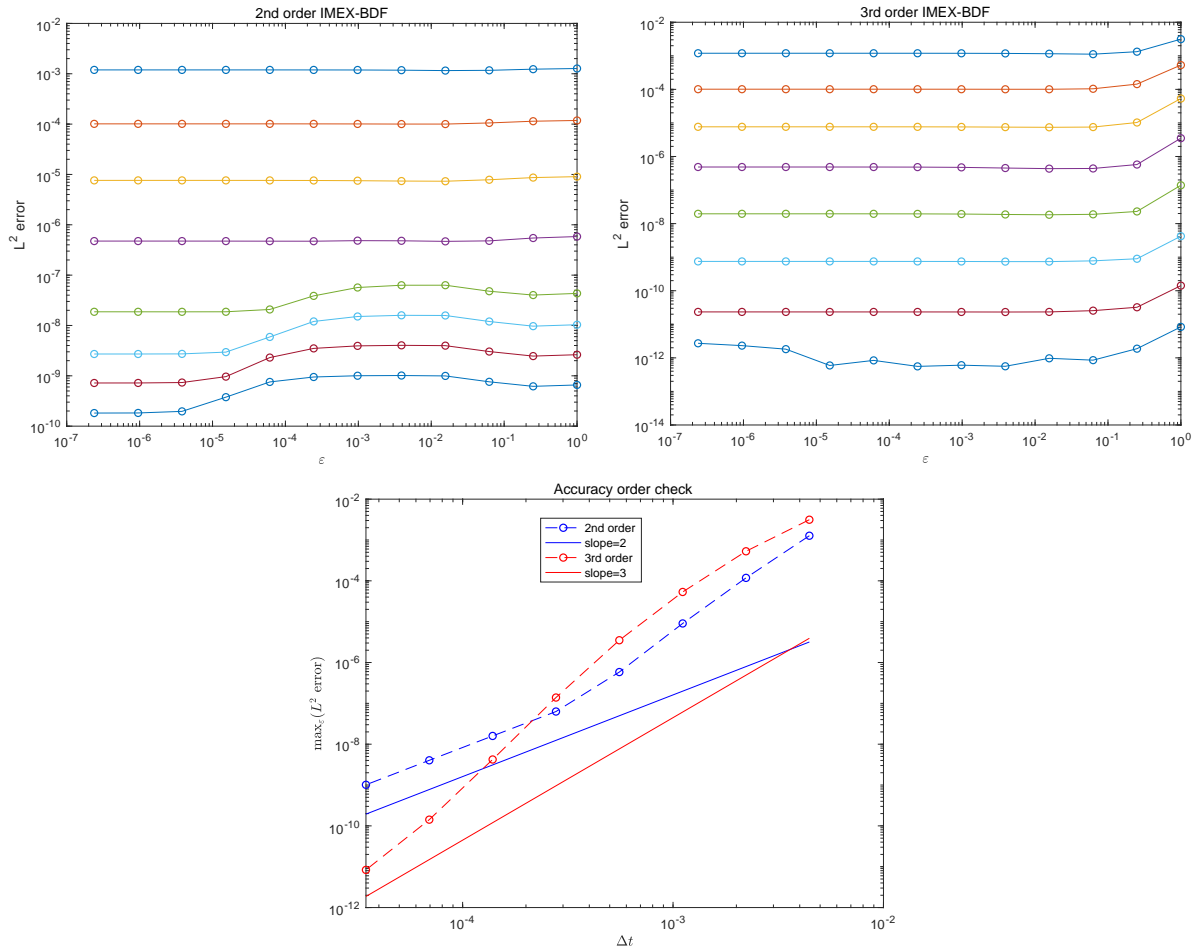 2nd order IMEX-BDF
10^-2
10^-3
10^-4
10^-5
10^-6
10^-7
10^-8
10^-9
10^-10
L^2 error
10^-7 10^-6 10^-5 10^-4 10^-3 10^-2 10^-1 10^0
ε
3rd order IMEX-BDF
10^-2
10^-4
10^-6
10^-8
10^-10
10^-12
10^-14
L^2 error
10^-7 10^-6 10^-5 10^-4 10^-3 10^-2 10^-1 10^0
ε
Accuracy order check
10^-2
10^-4
10^-6
10^-8
10^-10
10^-12
max_ε(L^2 error)
2nd order
slope=2
3rd order
slope=3
10^-4 10^-3 10^-2
Δt